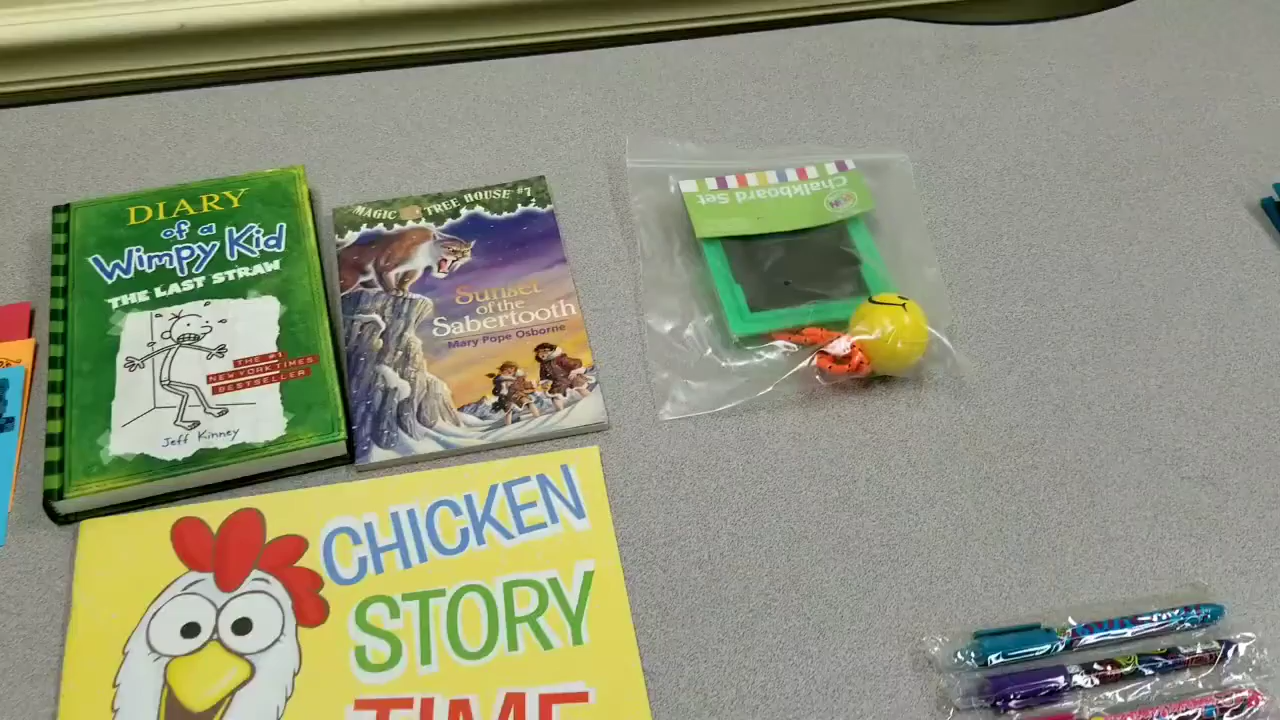 DIARY
of a
Wimpy Kid
THE LAST STRAW
THE #1
NEW YORK TIMES
BESTSELLER
Jeff Kinney
MAGIC TREE HOUSE #7
Sunset
of the
Sabertooth
Mary Pope Osborne
Chalkboard Set
CHICKEN
STORY
TIME